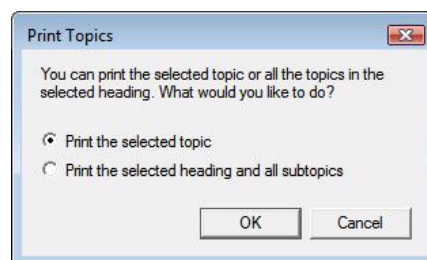 Print Topics
You can print the selected topic or all the topics in the
selected heading. What would you like to do?
Print the selected topic
Print the selected heading and all subtopics
OK
Cancel